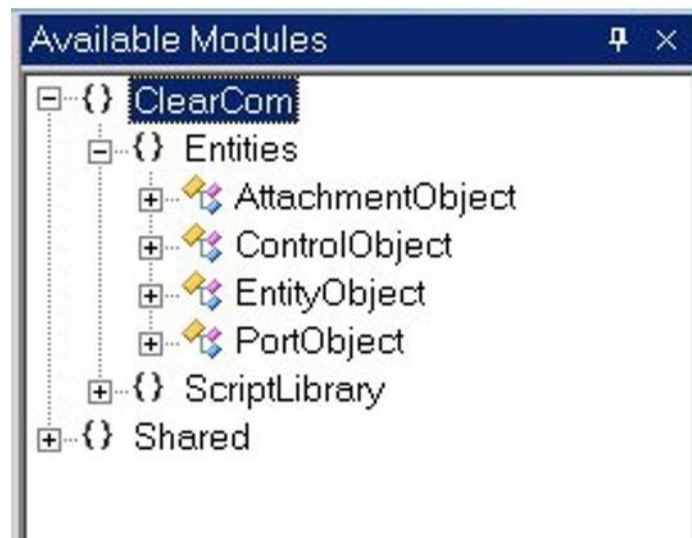 Available Modules
{} ClearCom
{} Entities
AttachmentObject
ControlObject
EntityObject
PortObject
{} ScriptLibrary
{} Shared